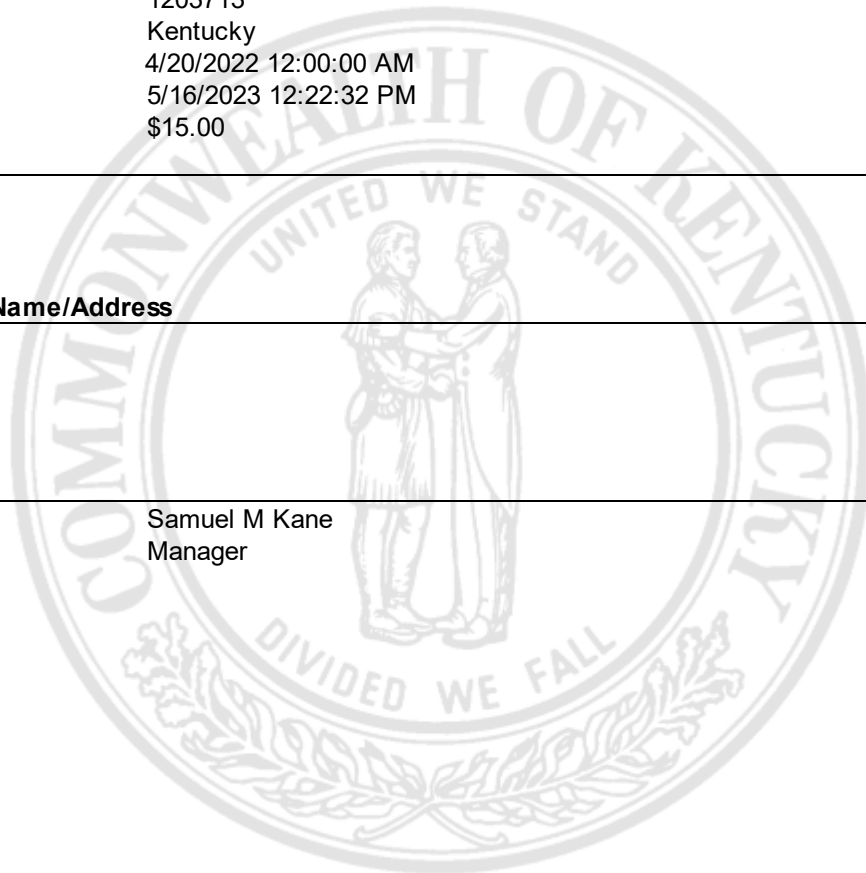 Kentucky
4/20/2022 12:00:00 AM
5/16/2023 12:22:32 PM
$15.00
COMMONWEALTH OF KENTUCKY
UNITED WE STAND
Name/Address
Samuel M Kane
Manager
DIVIDED WE FALL